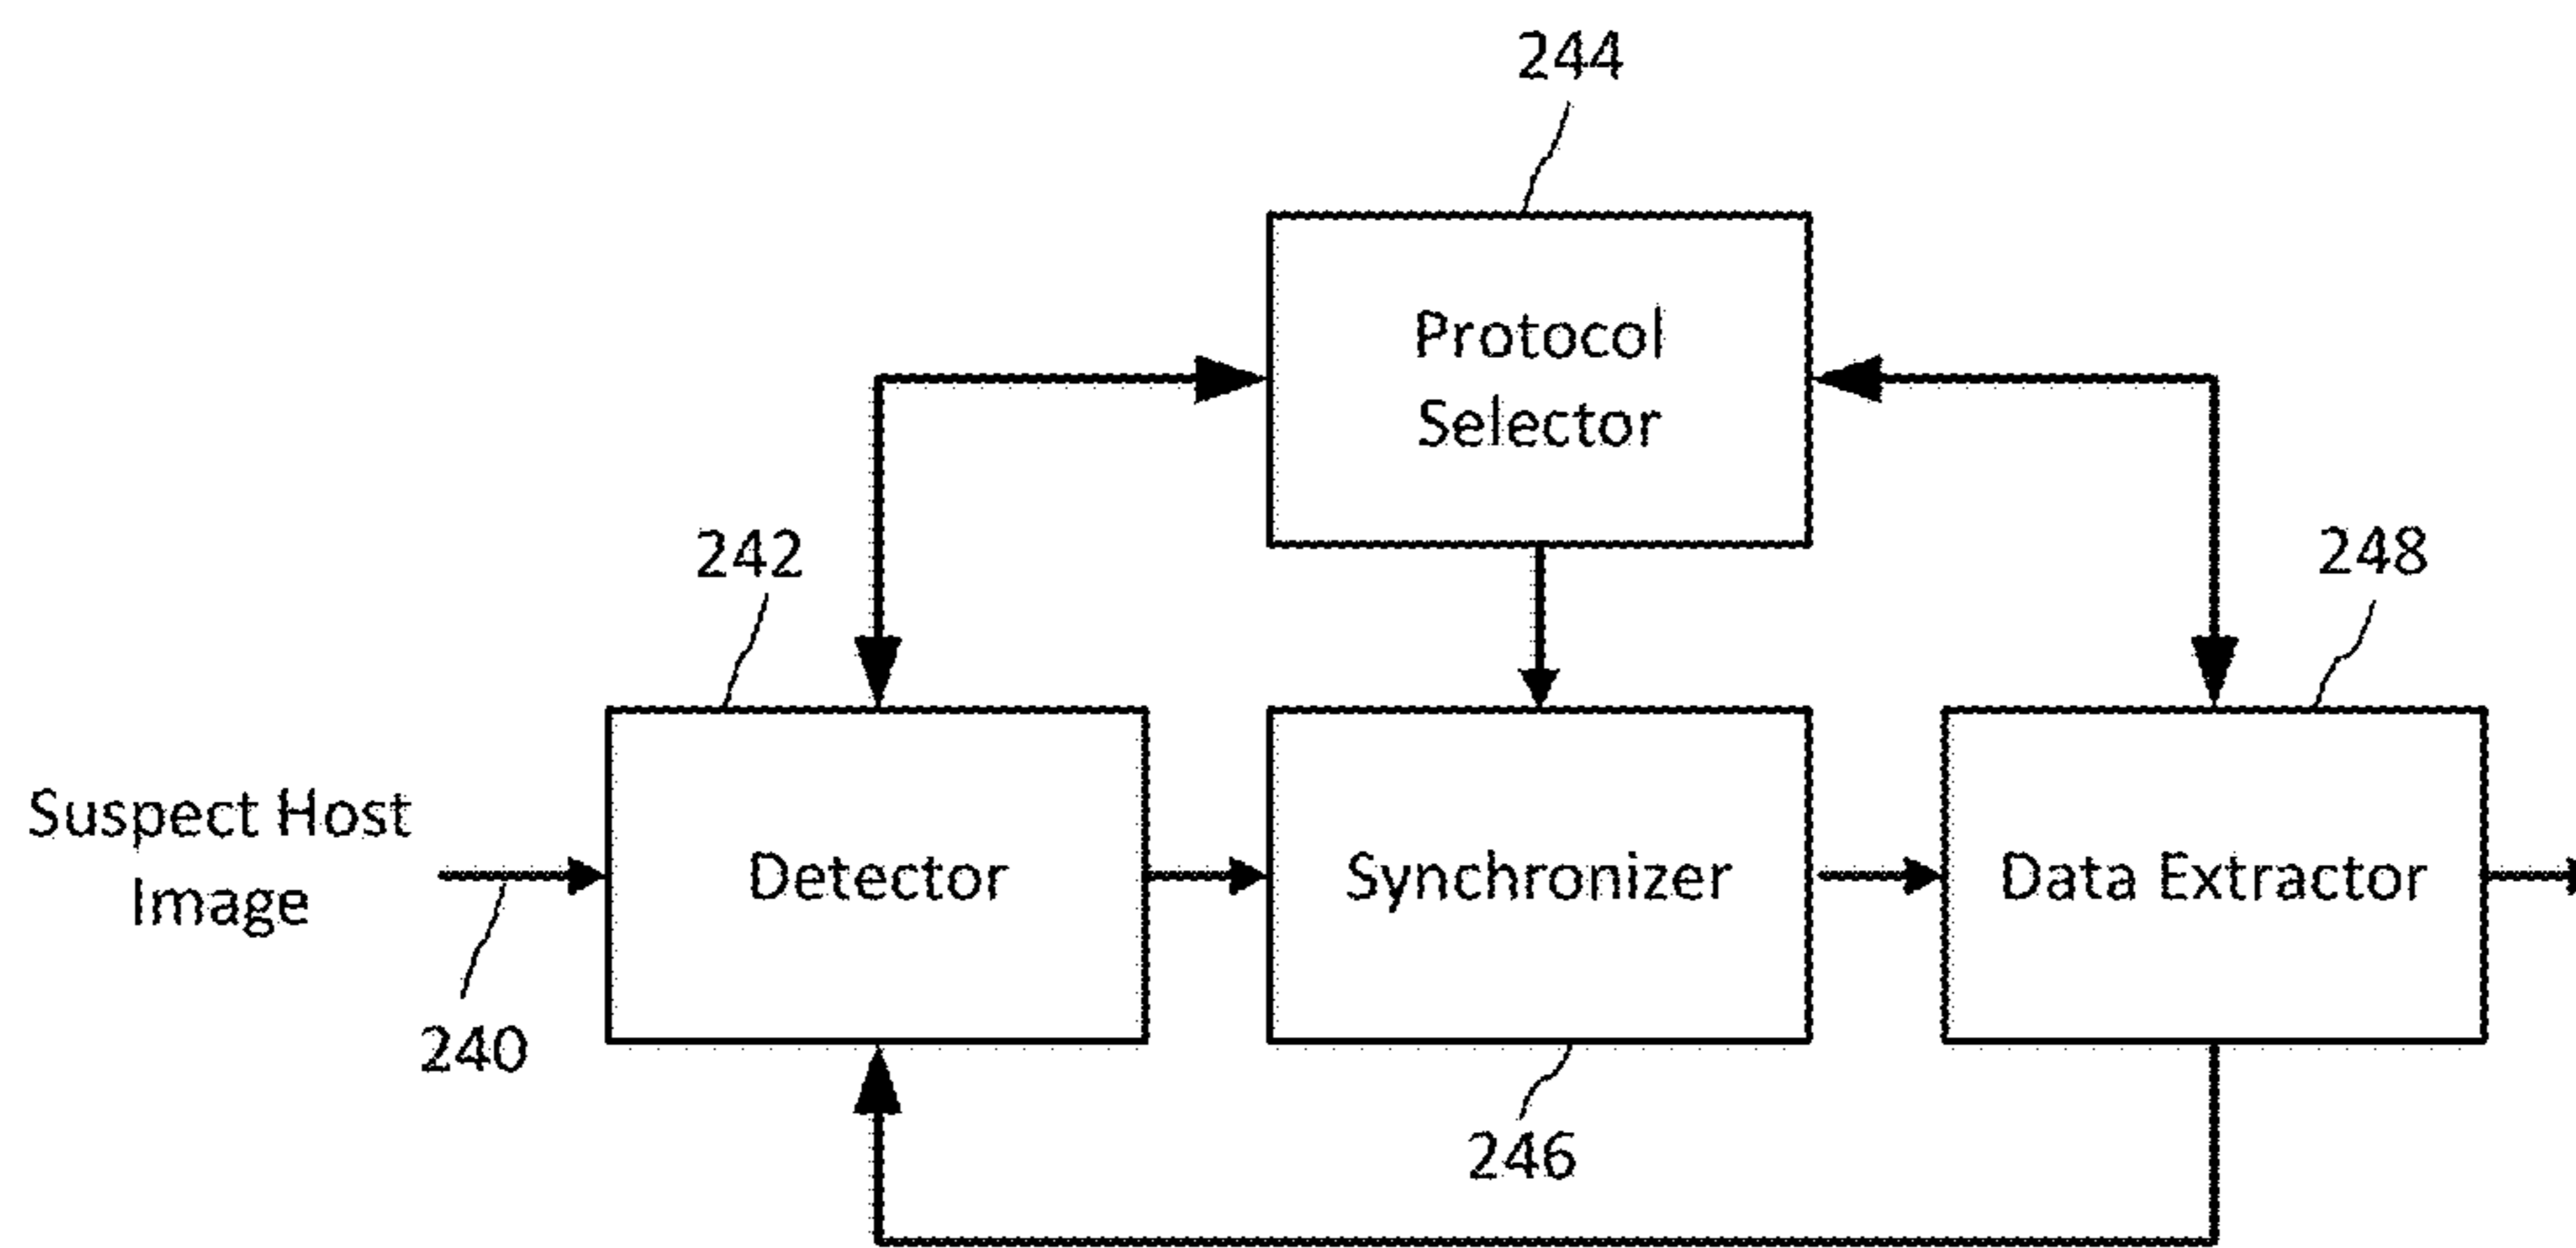 244
Protocol
Selector
242
248
Suspect Host
Image
Detector
Synchronizer
Data Extractor
240
246